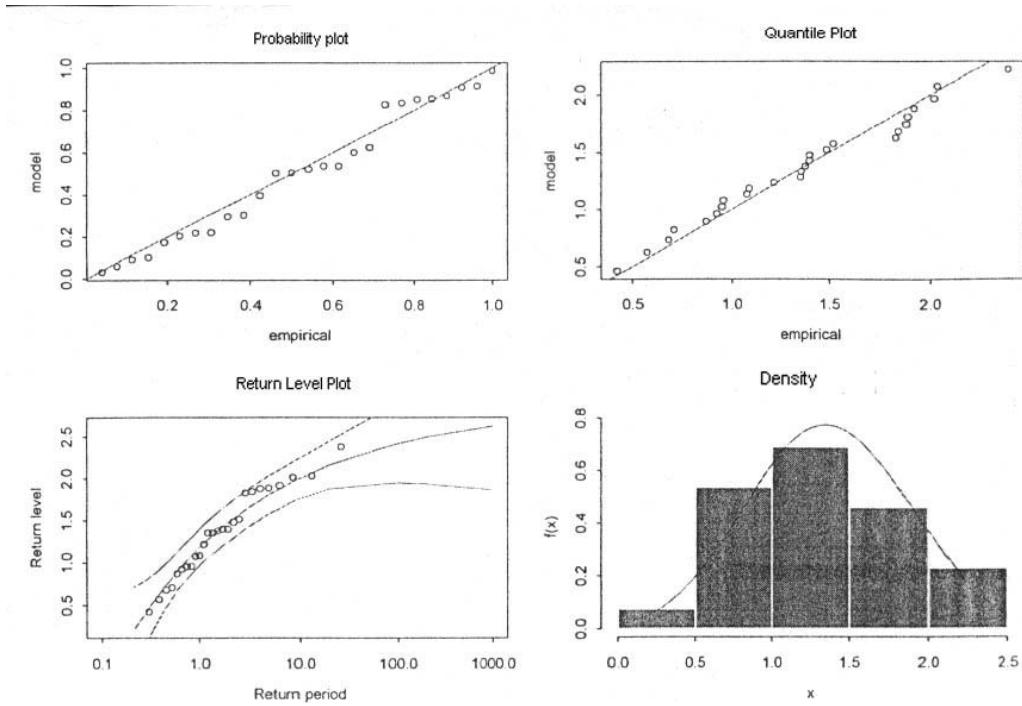 Probability plot
model
0.0 0.2 0.4 0.6 0.8 1.0
0.2 0.4 0.6 0.8 1.0
empirical
Quantile Plot
model
0.5 1.0 1.5 2.0
0.5 1.0 1.5 2.0
empirical
Return Level Plot
Return level
0.5 1.0 1.5 2.0 2.5
0.1 1.0 10.0 100.0 1000.0
Return period
Density
f(x)
0.0 0.2 0.4 0.6 0.8
0.0 0.5 1.0 1.5 2.0 2.5
x